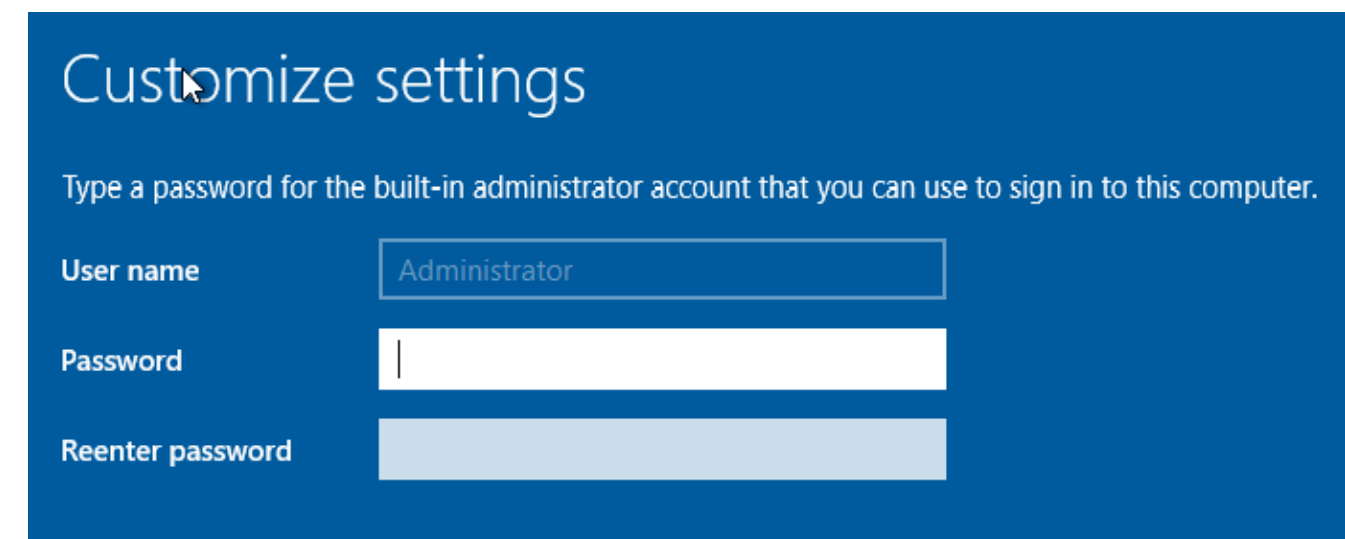 Customize settings
Type a password for the built-in administrator account that you can use to sign in to this computer.
User name
Administrator
Password
Reenter password